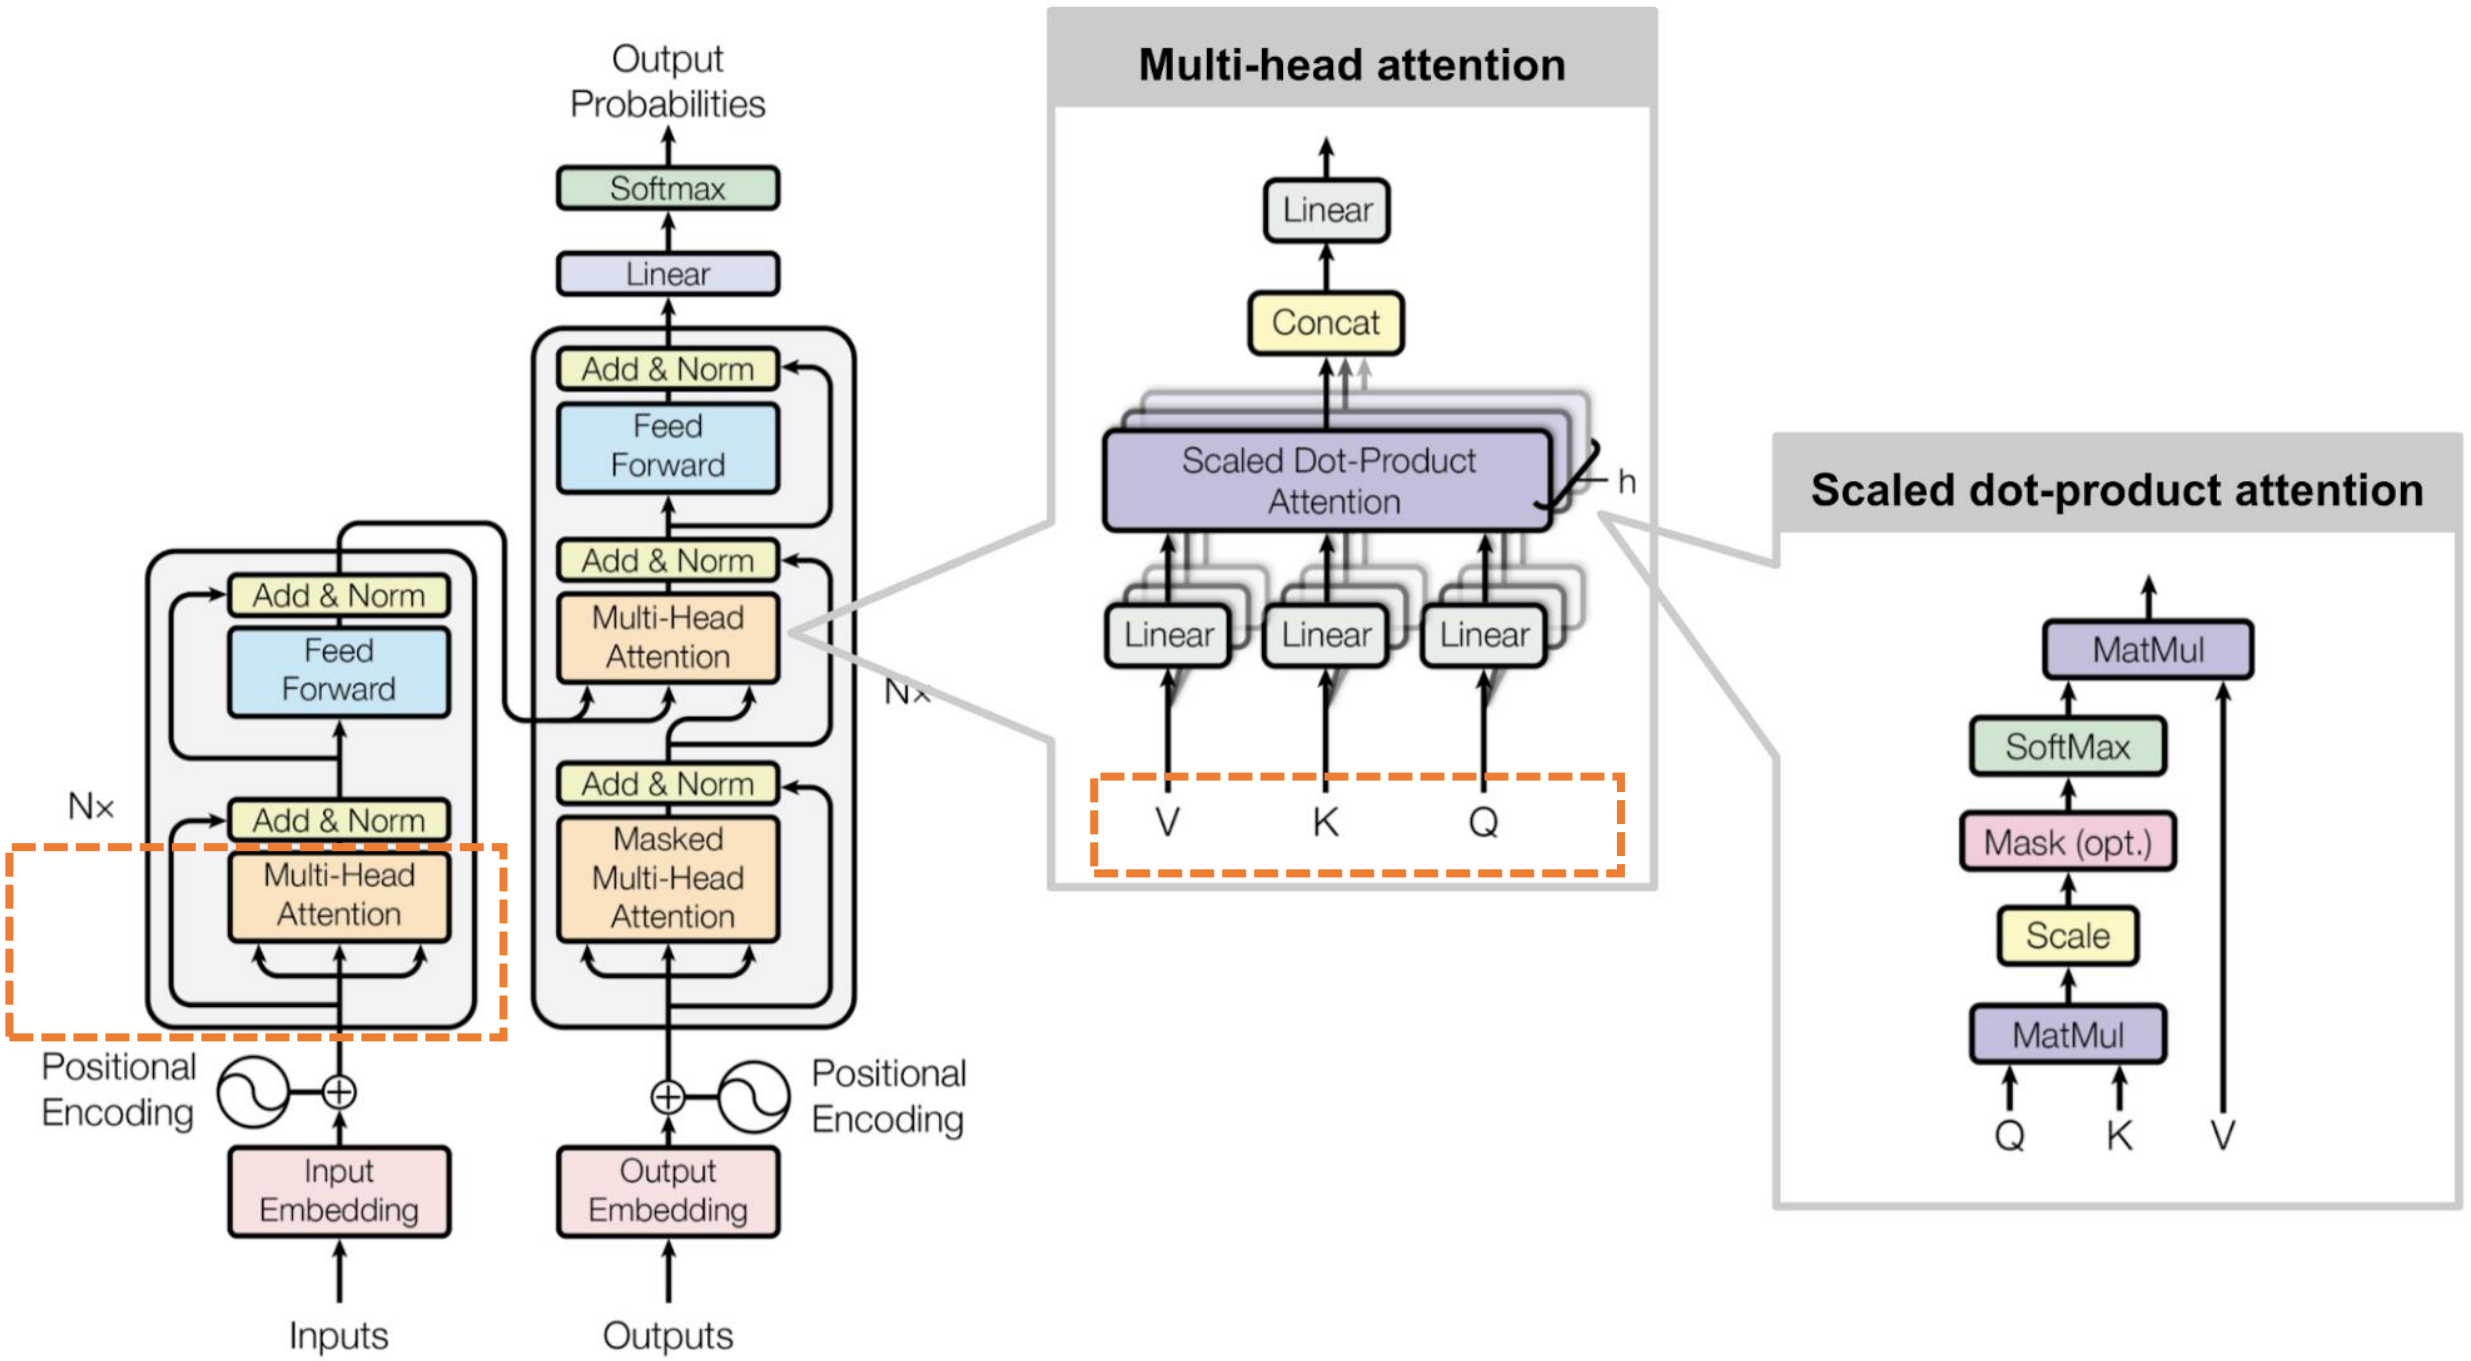 Output
Probabilities
Softmax
Linear
Add & Norm
Feed
Forward
Add & Norm
Multi-Head
Attention
Nx
Add & Norm
Masked
Multi-Head
Attention
Positional
Encoding
Output
Embedding
Outputs
Add & Norm
Feed
Forward
Nx
Add & Norm
Multi-Head
Attention
Positional
Encoding
Input
Embedding
Inputs
Multi-head attention
Linear
Concat
Scaled Dot-Product
Attention
h
Linear Linear Linear
V K Q
Scaled dot-product attention
MatMul
SoftMax
Mask (opt.)
Scale
MatMul
Q K V